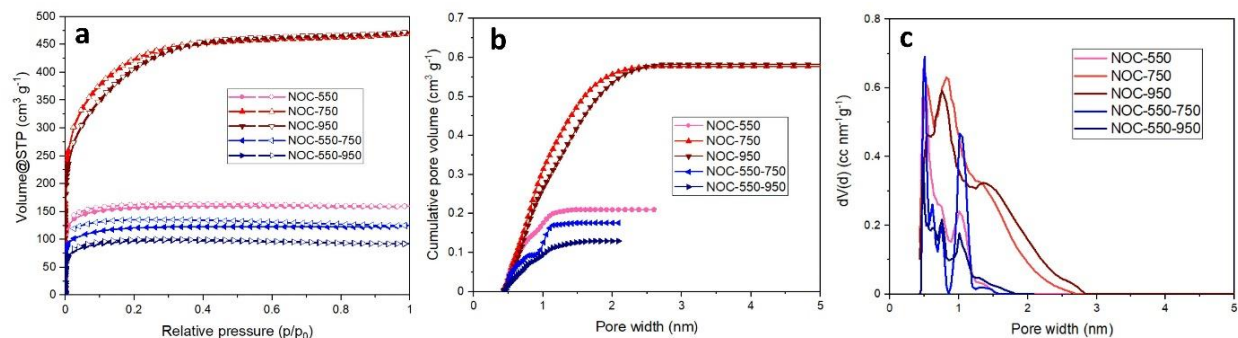 a
Volume@STP (cm³ g⁻¹)
500
450
400
350
300
250
200
150
100
50
0
NOC-550
NOC-750
NOC-950
NOC-550-750
NOC-550-950
0
0.2
0.4
0.6
0.8
1
Relative pressure (p/p₀)
b
Cumulative pore volume (cm³ g⁻¹)
0.7
0.6
0.5
0.4
0.3
0.2
0.1
0
NOC-550
NOC-750
NOC-950
NOC-550-750
NOC-550-950
0
1
2
3
4
5
Pore width (nm)
c
dV(d) (cc nm⁻¹g⁻¹)
0.8
0.6
0.4
0.2
0
NOC-550
NOC-750
NOC-950
NOC-550-750
NOC-550-950
0
1
2
3
4
5
Pore width (nm)